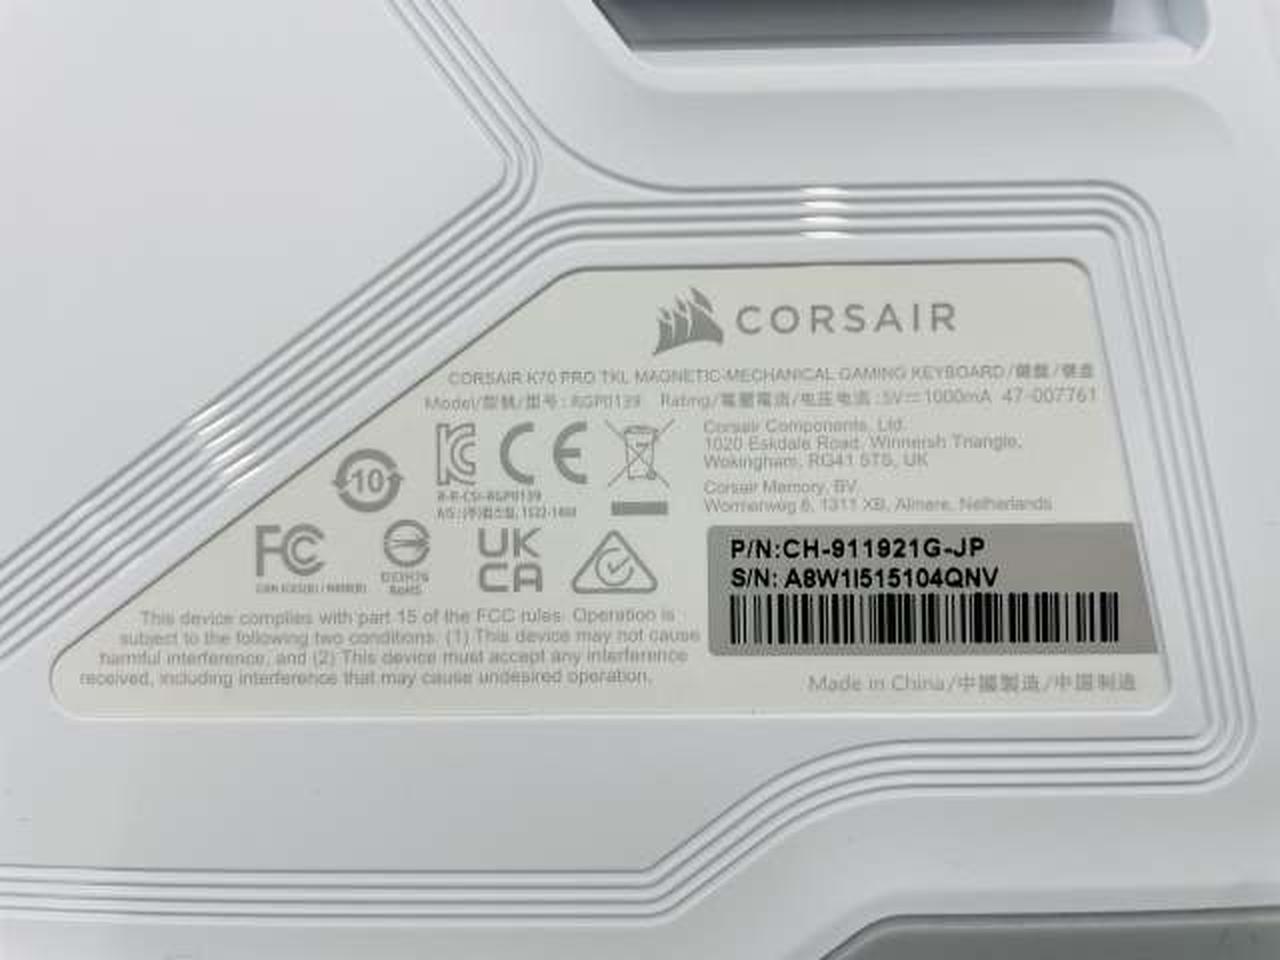 CORSAIR
CORSAIR K70 PRO TKL MAGNETIC-MECHANICAL GAMING KEYBOARD/鍵盤/键盘
Model/型號/型号: RGP0139 Rating/電壓電流/电压电流:5V⎓1000mA 47-007761
Corsair Components, Ltd.
1020 Eskdale Road, Winnersh Triangle,
Wokingham, RG41 5TS, UK
Corsair Memory, BV.
Wormerweg 8, 1311 XB, Almere, Netherlands
10
R-R-CSI-RGP0139
FC
RoHS
UK
CA
This device complies with part 15 of the FCC rules. Operation is
subject to the following two conditions: (1) This device may not cause
harmful interference, and (2) This device must accept any interference
received, including interference that may cause undesired operation.
P/N:CH-911921G-JP
S/N: A8W1I515104QNV
Made in China/中國製造/中国制造